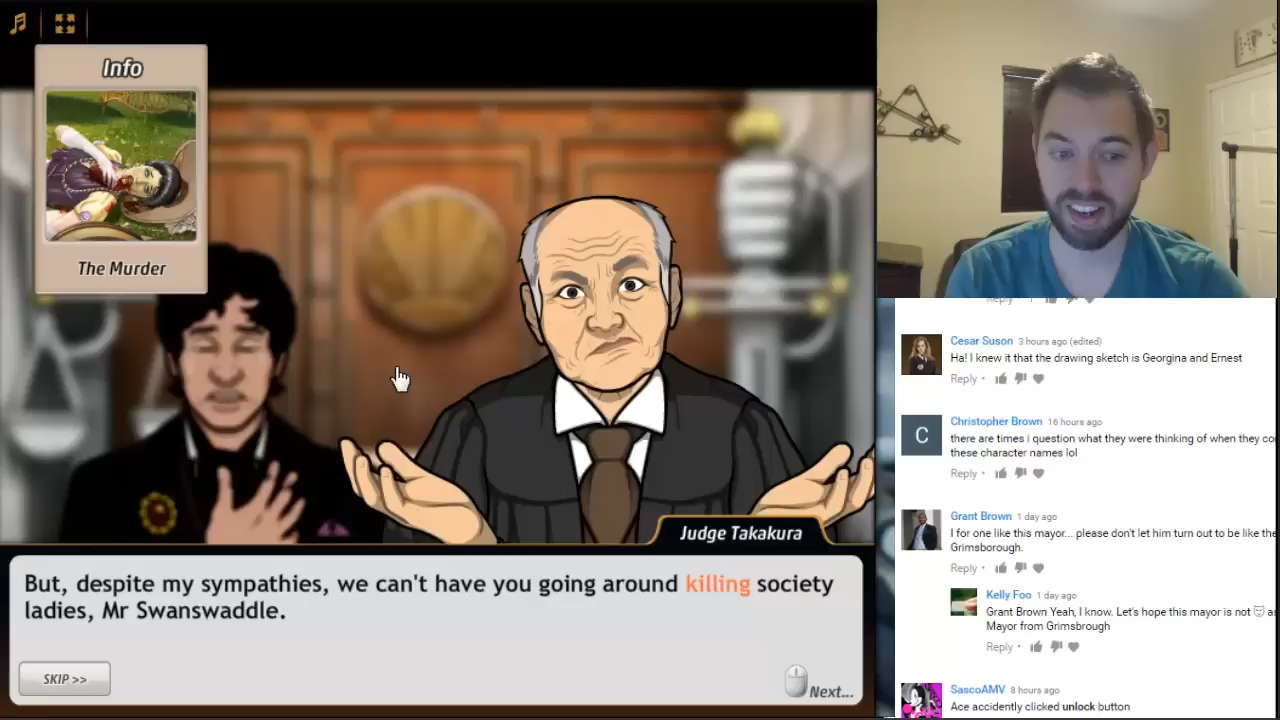 Info
The Murder
Judge Takakura
But, despite my sympathies, we can't have you going around killing society
ladies, Mr Swanswaddle.
SKIP >>
Next...
Reply
Cesar Suson 3 hours ago (edited)
Ha! I knew it that the drawing sketch is Georgina and Ernest
Reply •
Christopher Brown 16 hours ago
C
there are times i question what they were thinking of when they co
these character names lol
Reply •
Grant Brown 1 day ago
I for one like this mayor... please don't let him turn out to be like the
Grimsborough.
Reply •
Kelly Foo 1 day ago
Grant Brown Yeah, I know. Let's hope this mayor is not 😈 as
Mayor from Grimsbrough
Reply •
SascoAMV 8 hours ago
Ace accidently clicked unlock button